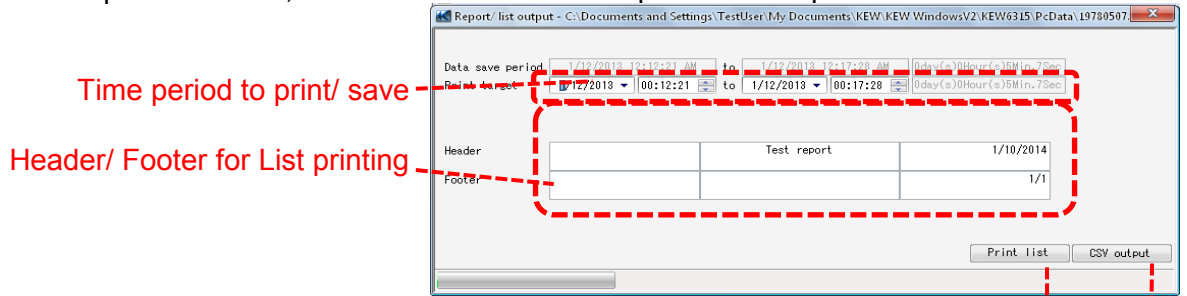 Report/ list output - C:\Documents and Settings\TestUser\My Documents\KEW\KEW WindowsV2\KEW6315\PcData\19780507.
Data save period 1/12/2013 12:12:21 AM to 1/12/2013 12:17:28 AM 0day(s)0Hour(s)5Min.7Sec
Time period to print/ save
Print target 1/12/2013 00:12:21 to 1/12/2013 00:17:28 0day(s)0Hour(s)5Min.7Sec
Header Test report 1/10/2014
Header/ Footer for List printing
Footer 1/1
Print list CSV output